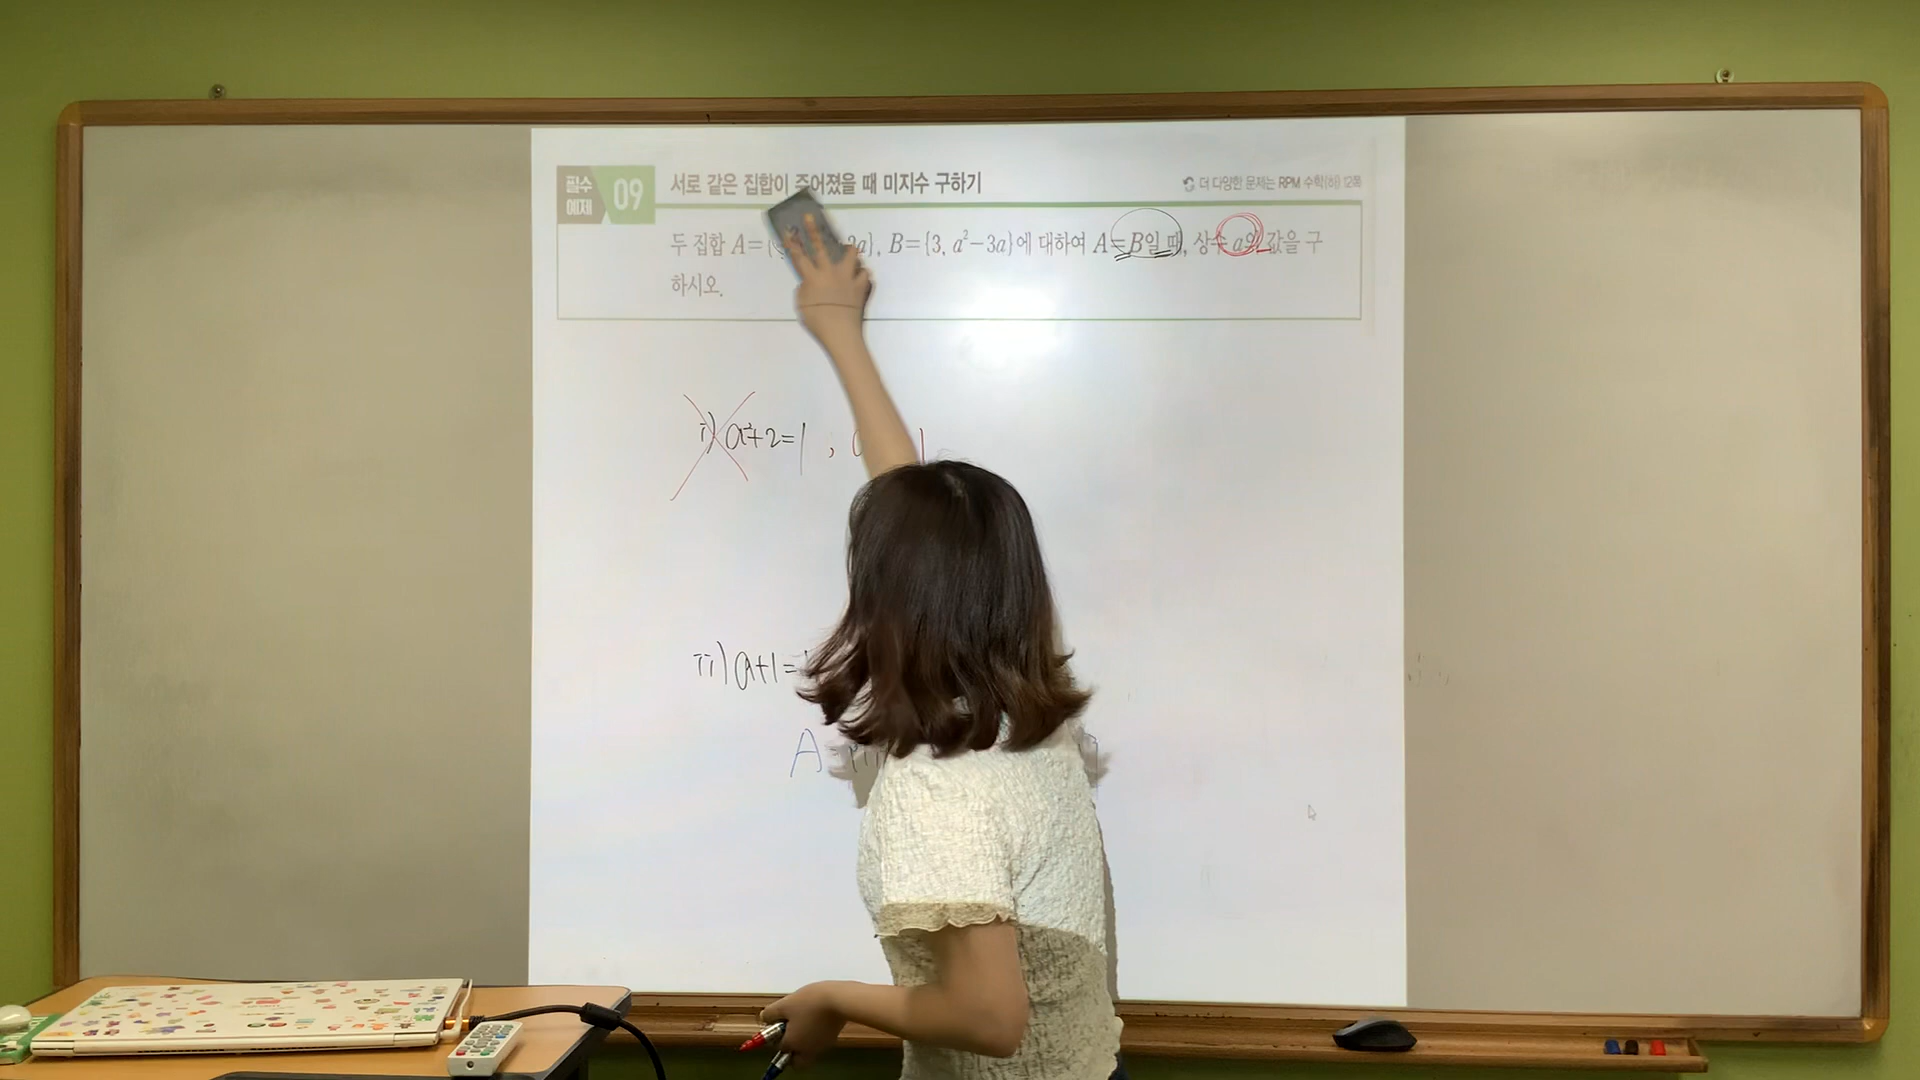 필수 예제 09 서로 같은 집합이 주어졌을 때 미지수 구하기
더 다양한 문제는 RPM 수학(하) 12쪽
두 집합 A={ 2a}, B={3, a²-3a}에 대하여 A=B일 때, 상수 a의 값을 구
하시오.
i) a²+2=1 ,
ii) a+1=
A